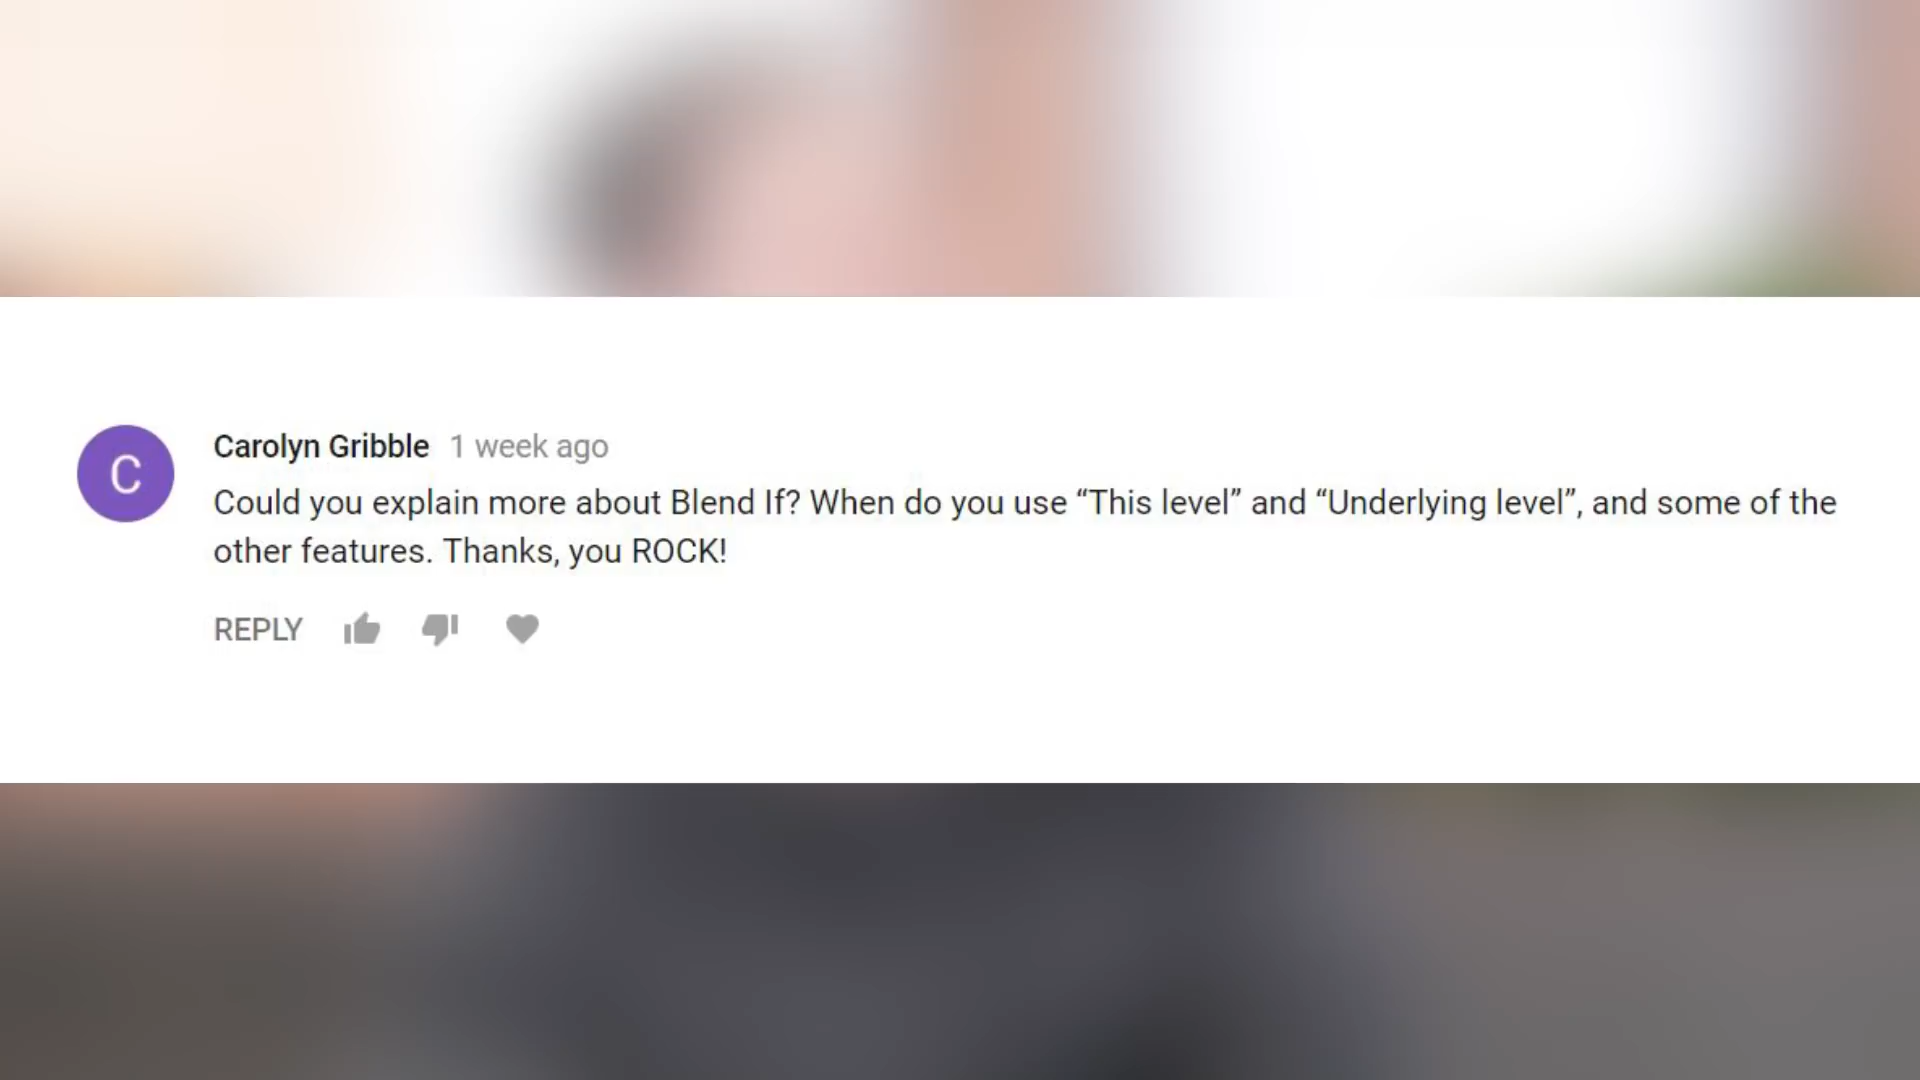 C
Carolyn Gribble 1 week ago
Could you explain more about Blend If? When do you use “This level” and “Underlying level”, and some of the
other features. Thanks, you ROCK!
REPLY